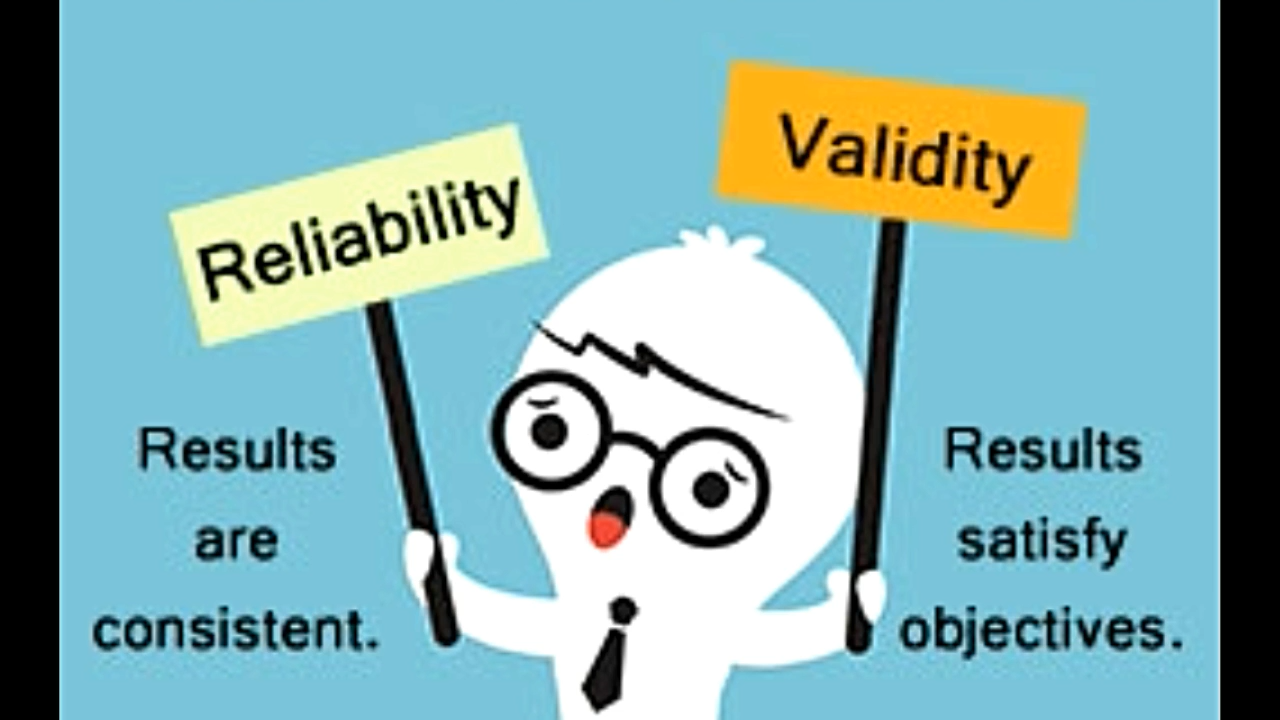 Reliability
Validity
Results
are
consistent.
Results
satisfy
objectives.